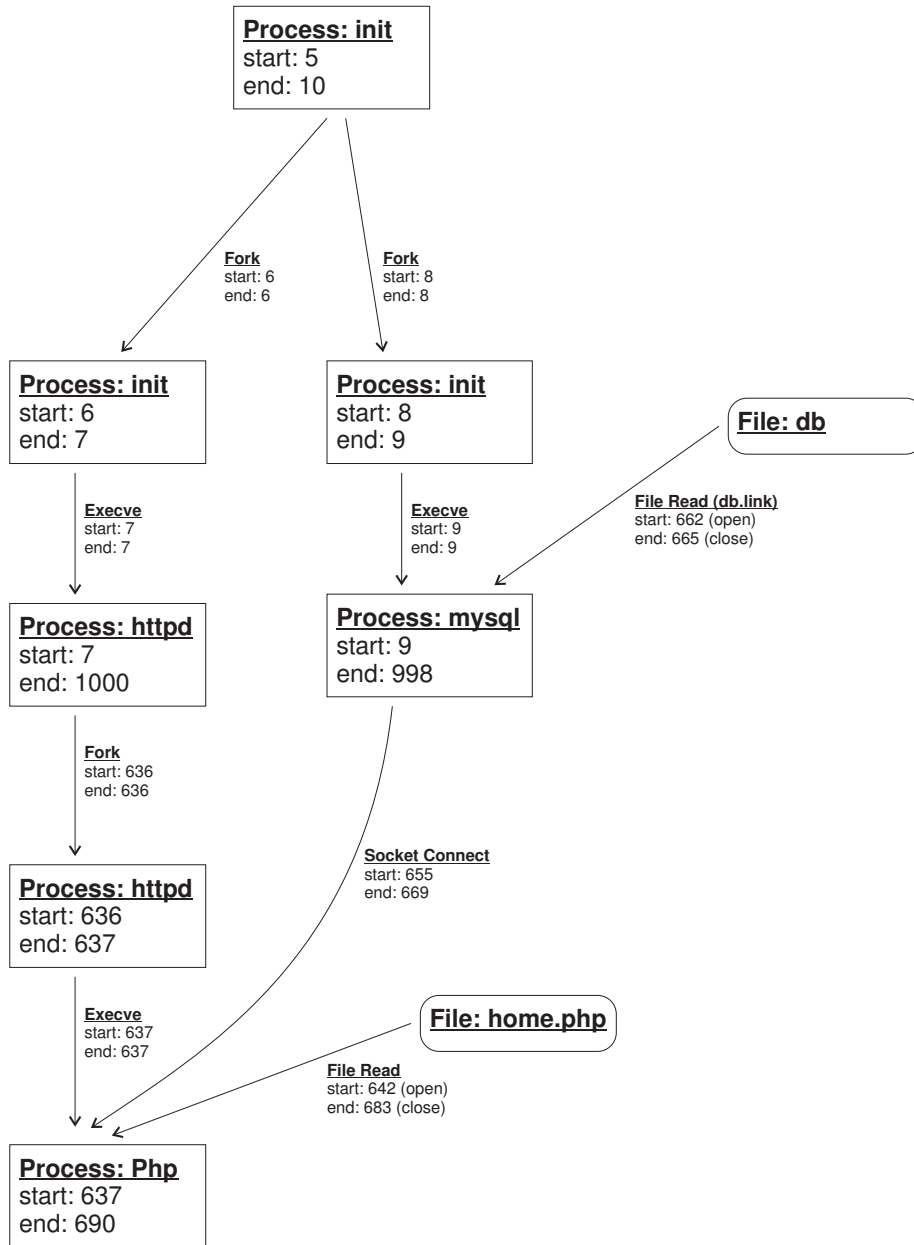 Process: init
start: 5
end: 10
Fork
start: 6
end: 6
Fork
start: 8
end: 8
Process: init
start: 6
end: 7
Process: init
start: 8
end: 9
File: db
Execve
start: 7
end: 7
Execve
start: 9
end: 9
File Read (db.link)
start: 662 (open)
end: 665 (close)
Process: httpd
start: 7
end: 1000
Process: mysql
start: 9
end: 998
Fork
start: 636
end: 636
Socket Connect
start: 655
end: 669
Process: httpd
start: 636
end: 637
Execve
start: 637
end: 637
File: home.php
File Read
start: 642 (open)
end: 683 (close)
Process: Php
start: 637
end: 690